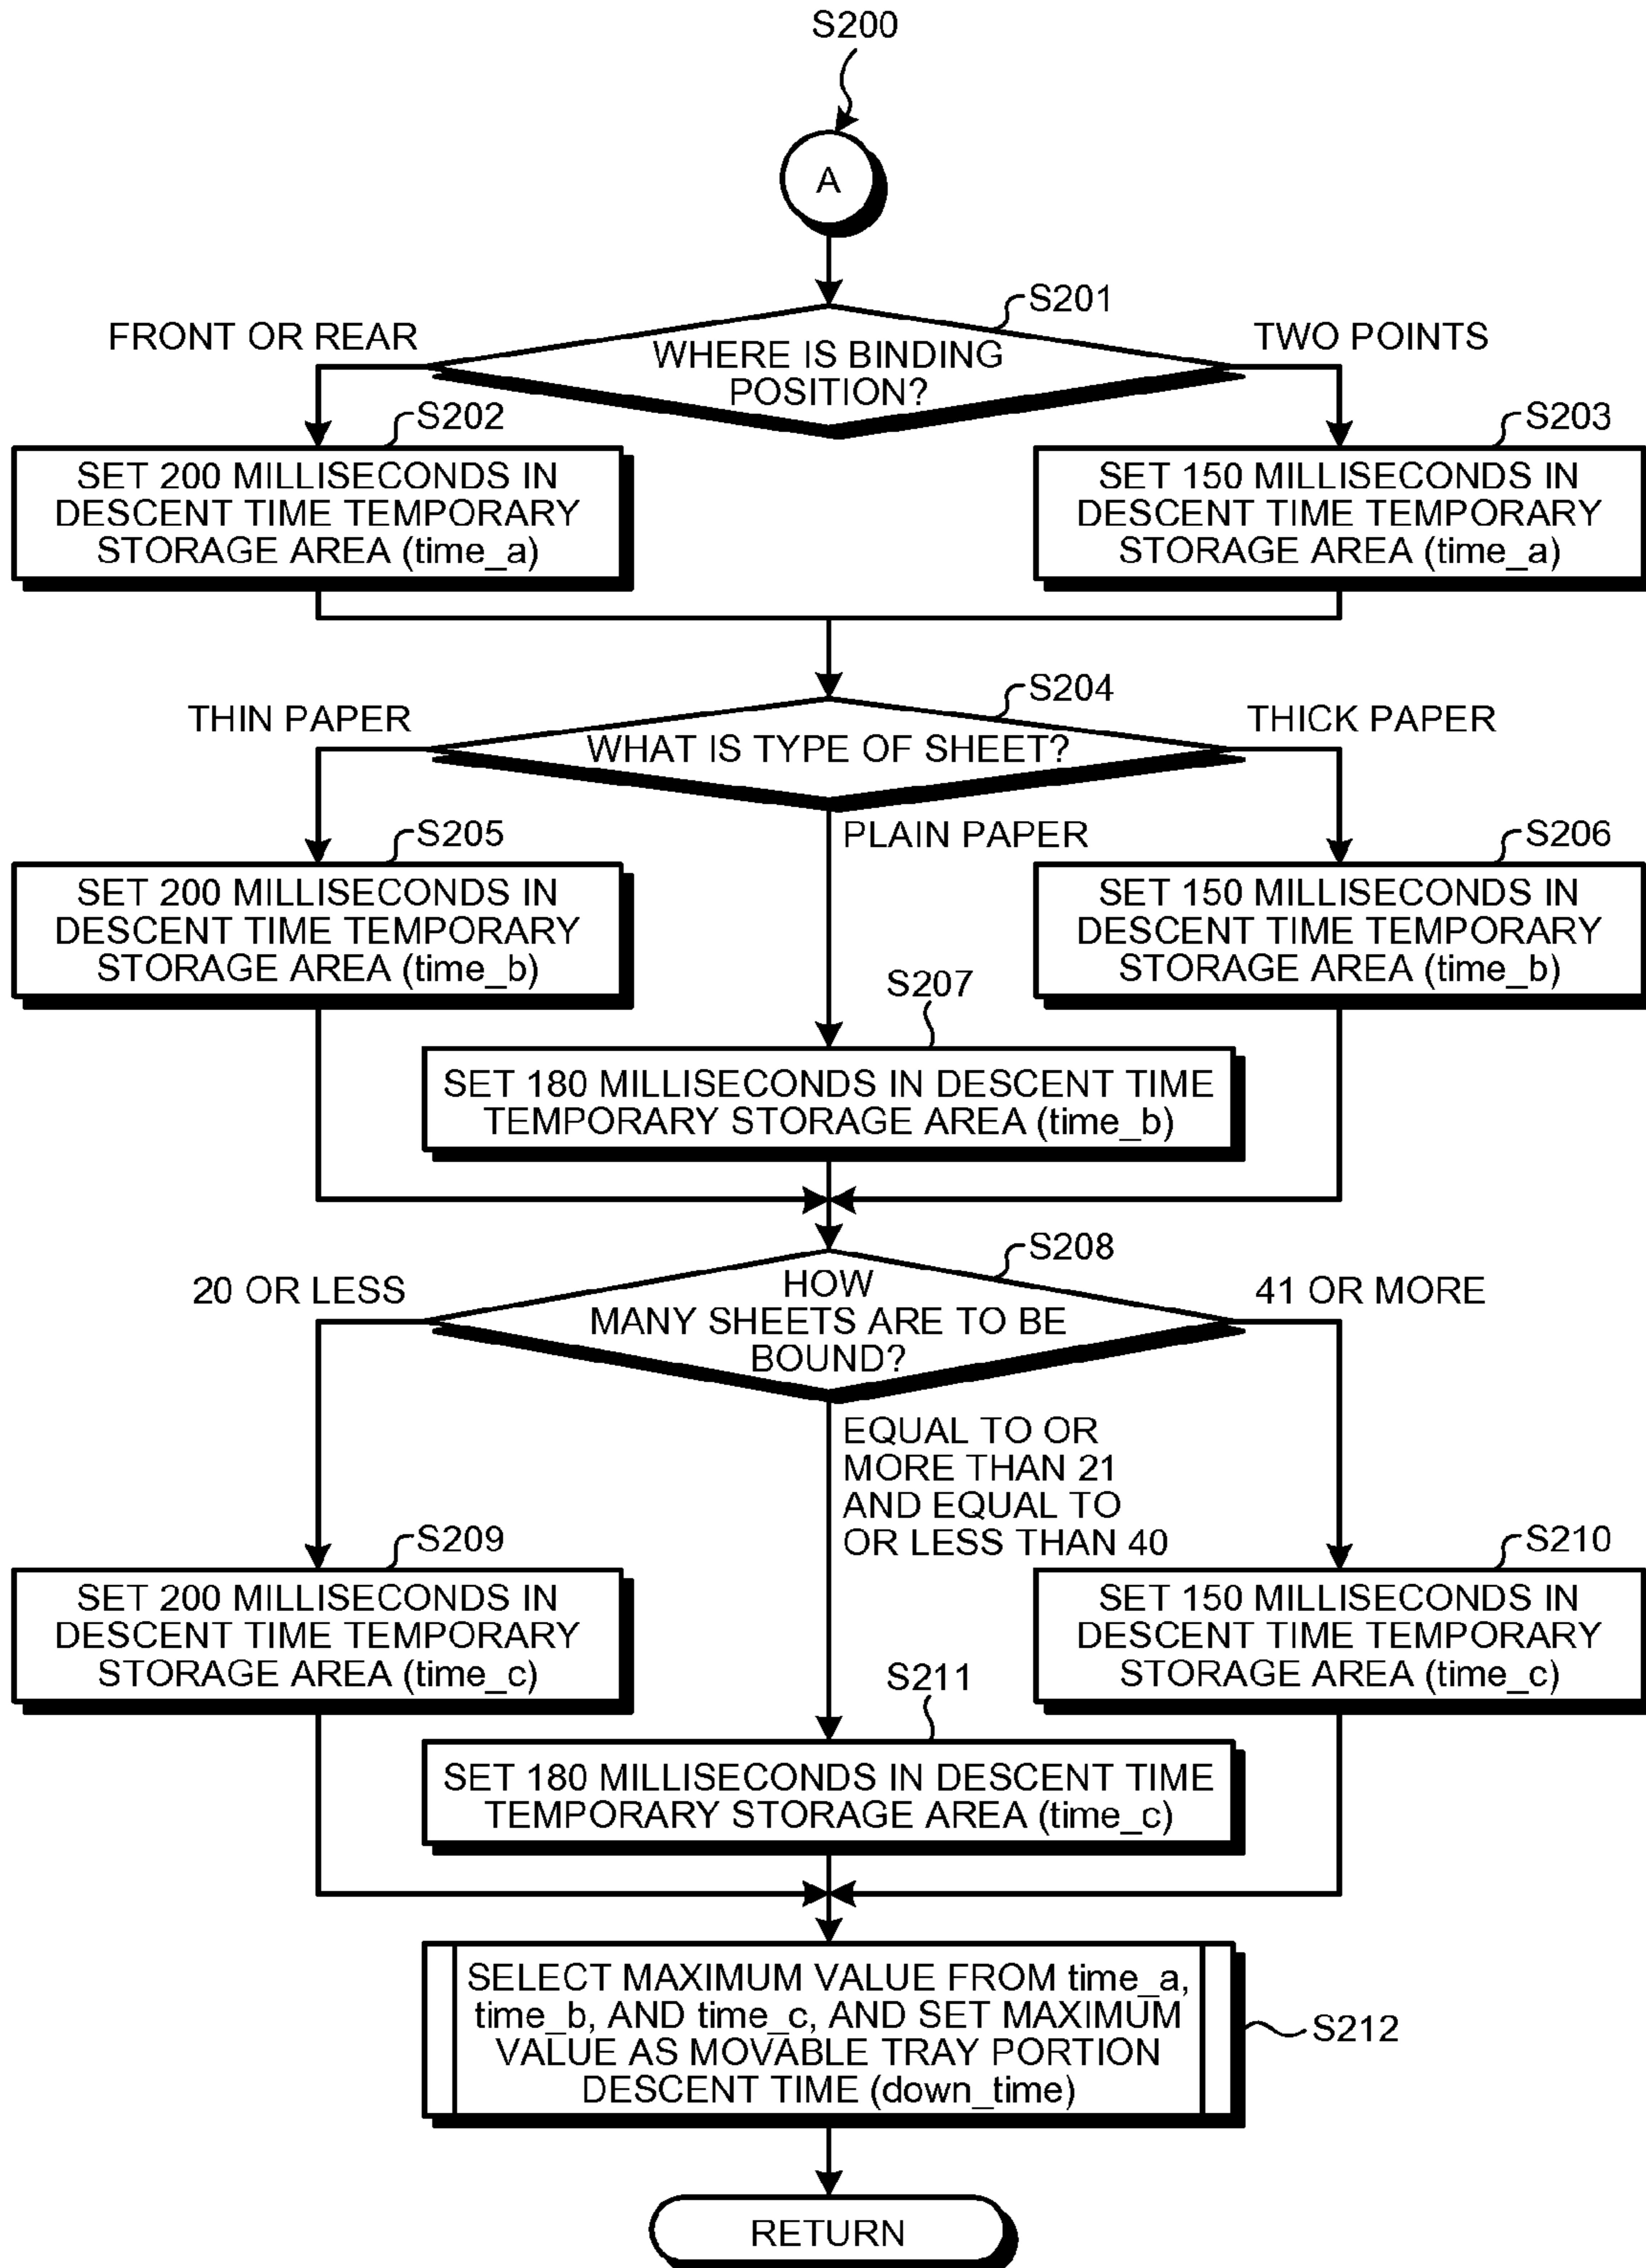 S200
A
S201
FRONT OR REAR
WHERE IS BINDING
POSITION?
TWO POINTS
S202
SET 200 MILLISECONDS IN
DESCENT TIME TEMPORARY
STORAGE AREA (time_a)
S203
SET 150 MILLISECONDS IN
DESCENT TIME TEMPORARY
STORAGE AREA (time_a)
S204
THIN PAPER
WHAT IS TYPE OF SHEET?
THICK PAPER
PLAIN PAPER
S205
SET 200 MILLISECONDS IN
DESCENT TIME TEMPORARY
STORAGE AREA (time_b)
S206
SET 150 MILLISECONDS IN
DESCENT TIME TEMPORARY
STORAGE AREA (time_b)
S207
SET 180 MILLISECONDS IN DESCENT TIME
TEMPORARY STORAGE AREA (time_b)
S208
20 OR LESS
HOW
MANY SHEETS ARE TO BE
BOUND?
41 OR MORE
EQUAL TO OR
MORE THAN 21
AND EQUAL TO
OR LESS THAN 40
S209
SET 200 MILLISECONDS IN
DESCENT TIME TEMPORARY
STORAGE AREA (time_c)
S210
SET 150 MILLISECONDS IN
DESCENT TIME TEMPORARY
STORAGE AREA (time_c)
S211
SET 180 MILLISECONDS IN DESCENT TIME
TEMPORARY STORAGE AREA (time_c)
SELECT MAXIMUM VALUE FROM time_a,
time_b, AND time_c, AND SET MAXIMUM
VALUE AS MOVABLE TRAY PORTION
DESCENT TIME (down_time)
S212
RETURN